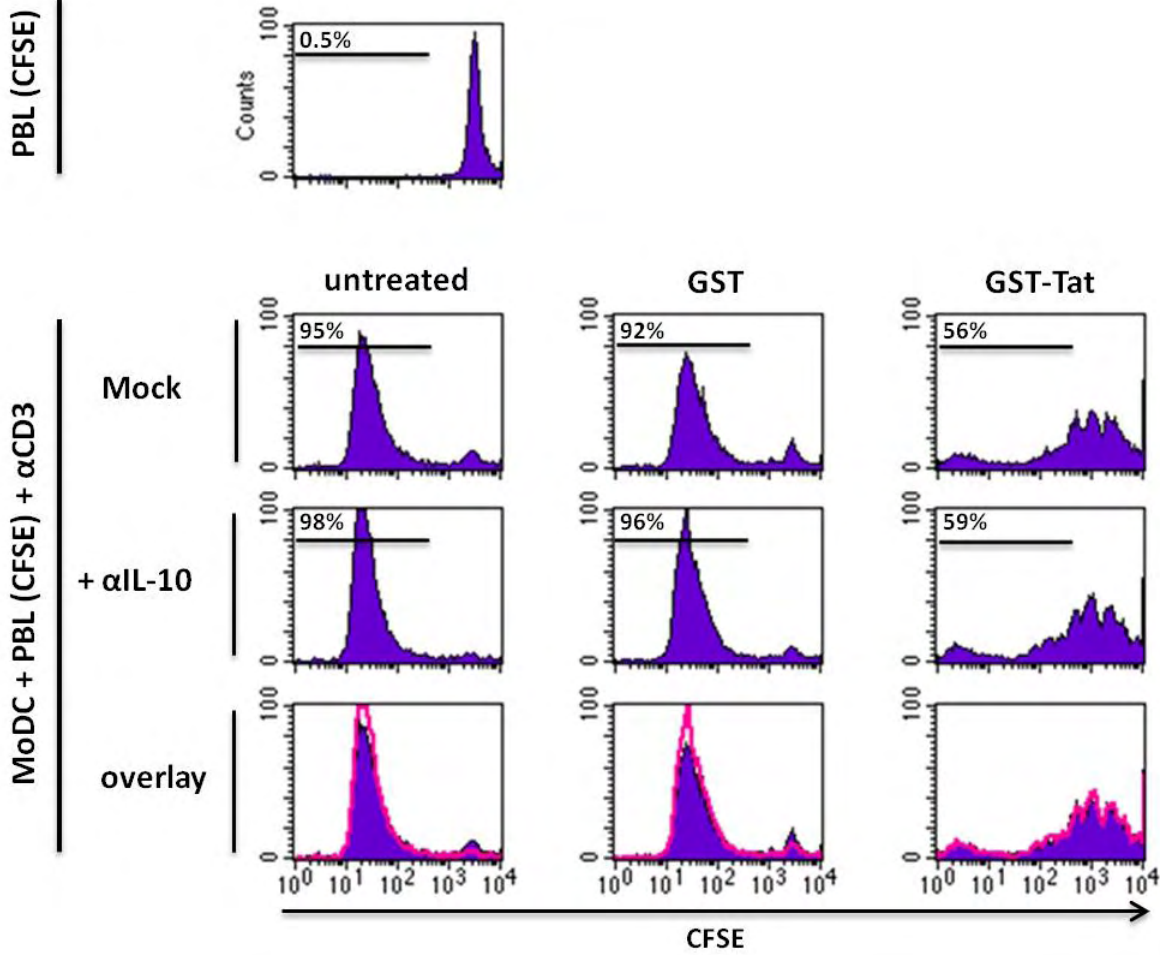 PBL (CFSE)
100
0.5%
Counts
0
untreated
GST
GST-Tat
MoDC + PBL (CFSE) + αCD3
Mock
100
95%
0
100
92%
0
100
56%
0
+ αIL-10
100
98%
0
100
96%
0
100
59%
0
overlay
100
0
100
0
100
0
10⁰ 10¹ 10² 10³ 10⁴
10⁰ 10¹ 10² 10³ 10⁴
10⁰ 10¹ 10² 10³ 10⁴
CFSE